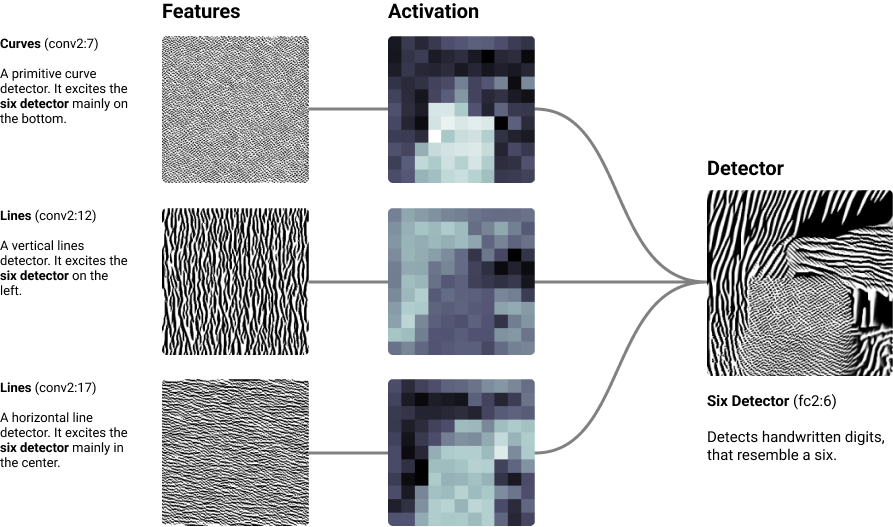 Features
Activation
Curves (conv2:7)
A primitive curve
detector. It excites the
six detector mainly on
the bottom.
Lines (conv2:12)
A vertical lines
detector. It excites the
six detector on the
left.
Lines (conv2:17)
A horizontal line
detector. It excites the
six detector mainly in
the center.
Detector
Six Detector (fc2:6)
Detects handwritten digits,
that resemble a six.